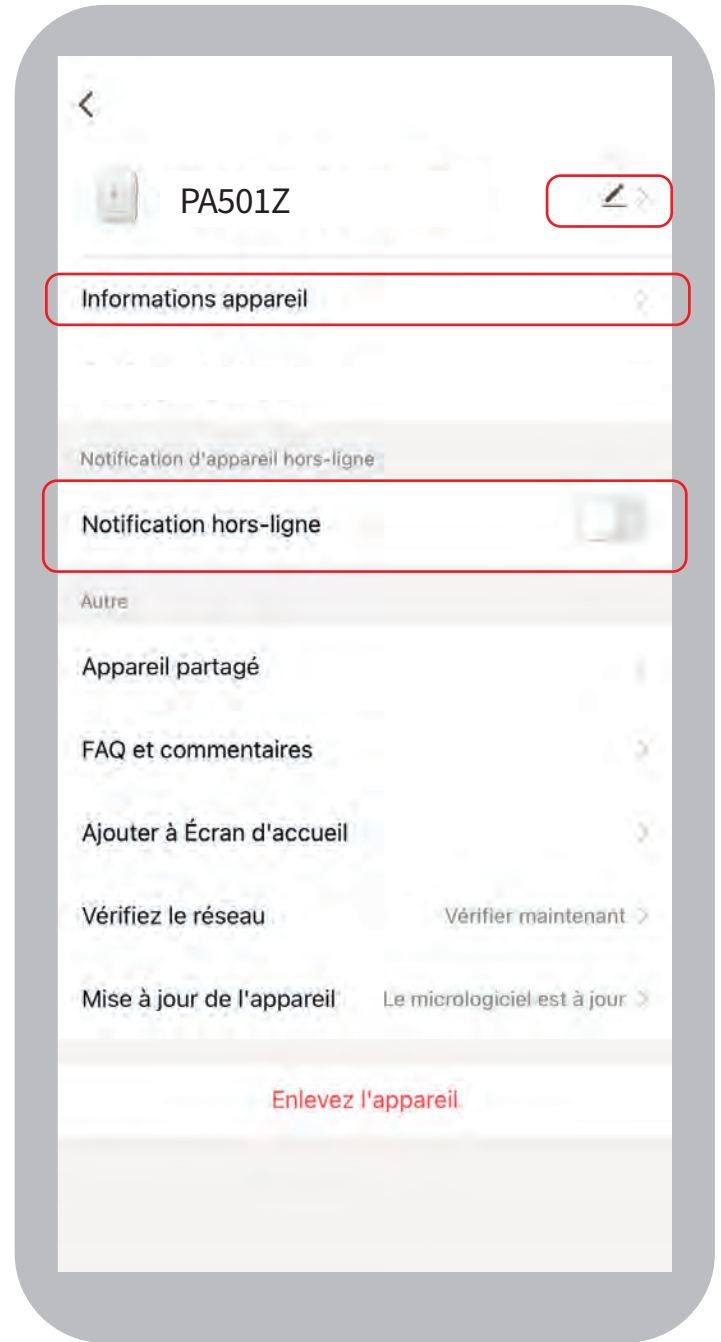 PA501Z
Informations appareil
Notification d'appareil hors-ligne
Notification hors-ligne
Autre
Appareil partagé
FAQ et commentaires
Ajouter à Écran d'accueil
Vérifiez le réseau Vérifier maintenant
Mise à jour de l'appareil Le micrologiciel est à jour
Enlevez l'appareil